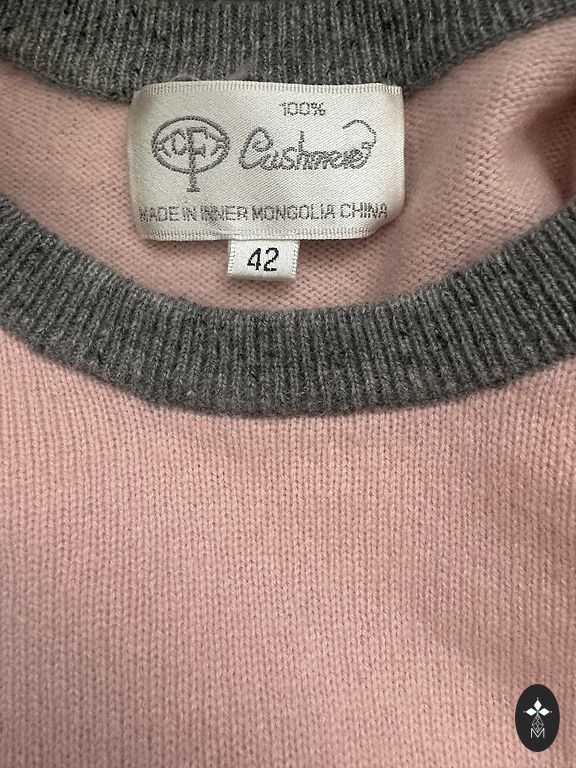 100%
Cashmere
MADE IN INNER MONGOLIA CHINA
42